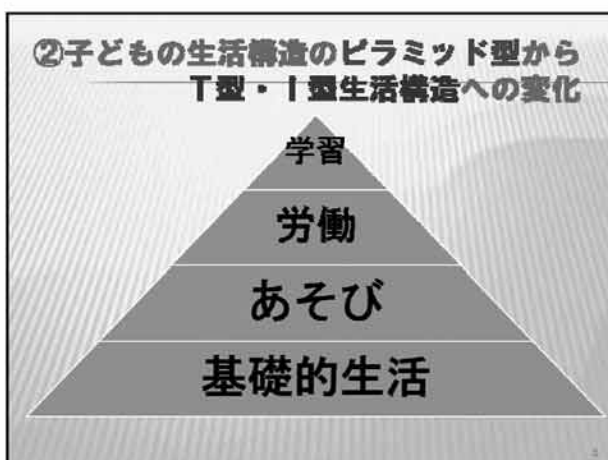 ②子どもの生活構造のピラミッド型から
T型・I型生活構造への変化
学習
労働
あそび
基礎的生活